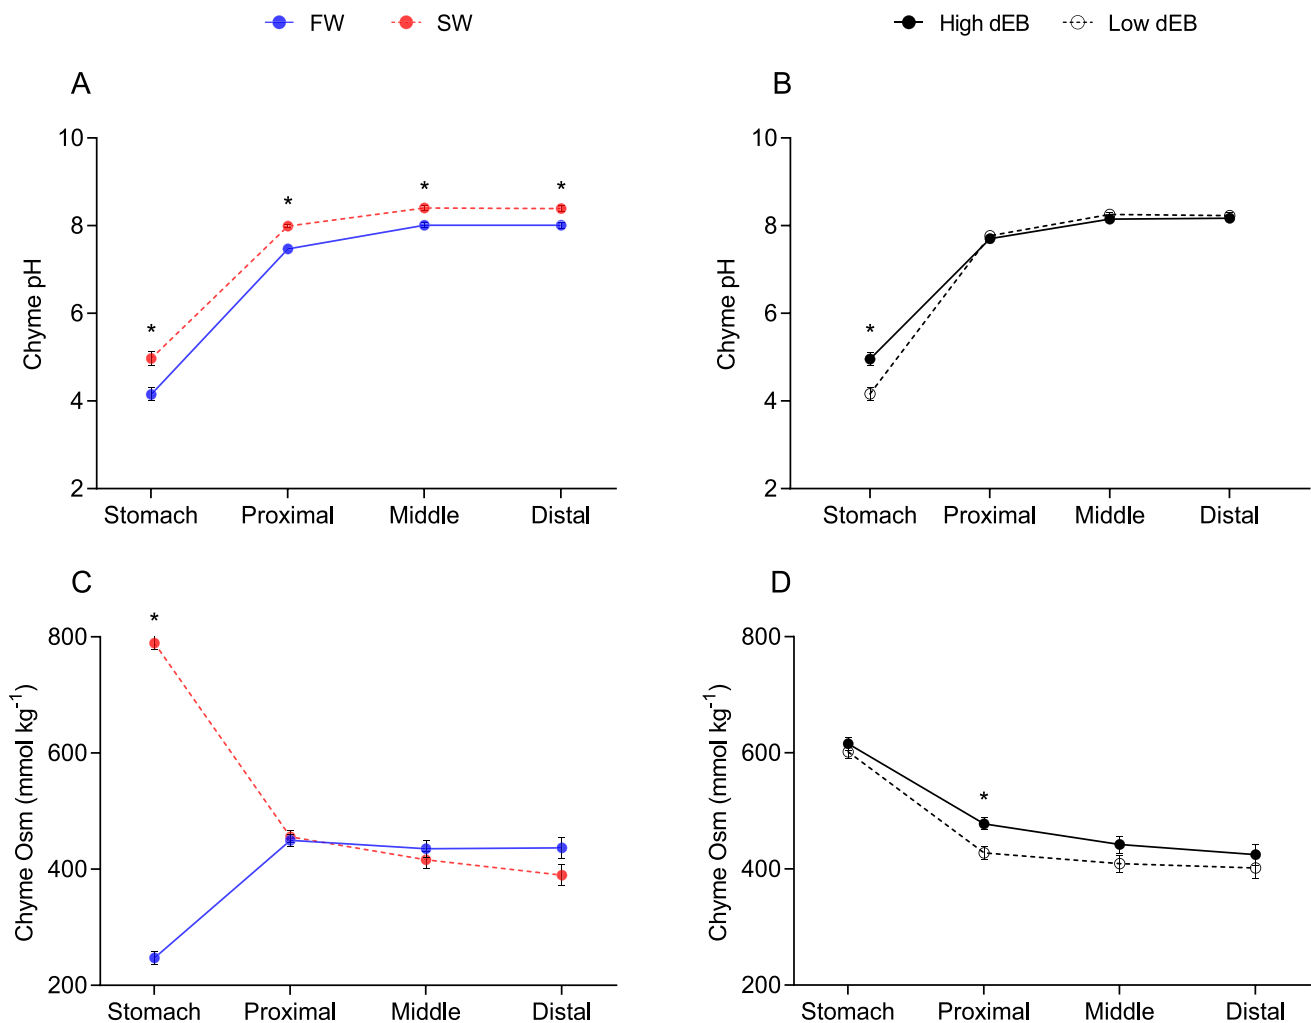 FW SW
High dEB Low dEB
A
Chyme pH
10
8
6
4
2
* * * *
Stomach Proximal Middle Distal
B
Chyme pH
10
8
6
4
2
*
Stomach Proximal Middle Distal
C
Chyme Osm (mmol kg⁻¹)
800
600
400
200
*
Stomach Proximal Middle Distal
D
Chyme Osm (mmol kg⁻¹)
800
600
400
200
*
Stomach Proximal Middle Distal